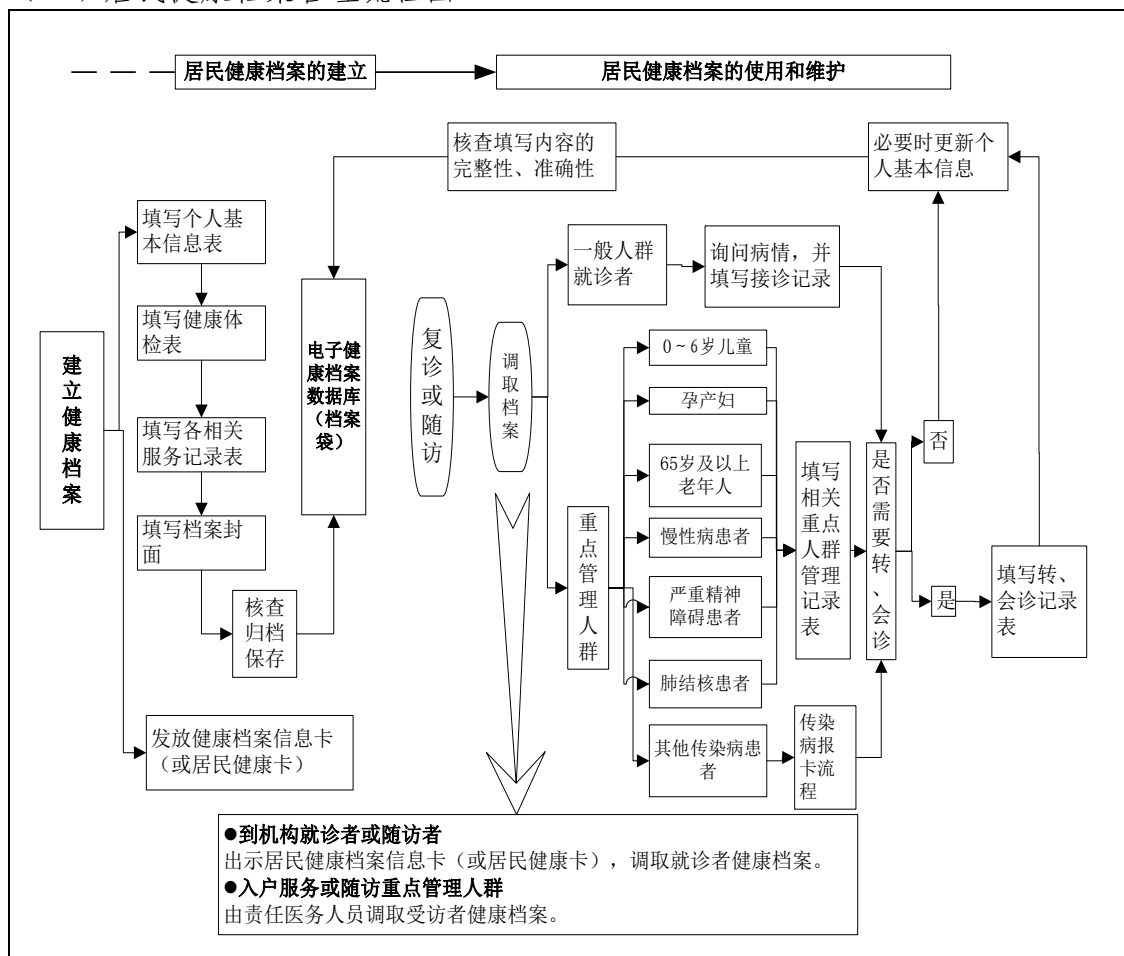 居民健康档案的建立
居民健康档案的使用和维护
核查填写内容的
完整性、准确性
必要时更新个
人基本信息
填写个人基
本信息表
填写健康体
检表
填写各相关
服务记录表
填写档案封
面
核查
归档
保存
建立健康档案
发放健康档案信息卡
（或居民健康卡）
电子健
康档案
数据库
（档案
袋）
复诊或随访
调取档案
一般人群
就诊者
询问病情，并
填写接诊记录
重点管理人群
0～6岁儿童
孕产妇
65岁及以上
老年人
慢性病患者
严重精神
障碍患者
肺结核患者
其他传染病患
者
填写
相关
重点
人群
管理
记录
表
传染
病报
卡流
程
是否需要转、会诊
否
是
填写转、
会诊记录
表
●到机构就诊者或随访者
出示居民健康档案信息卡（或居民健康卡），调取就诊者健康档案。
●入户服务或随访重点管理人群
由责任医务人员调取受访者健康档案。